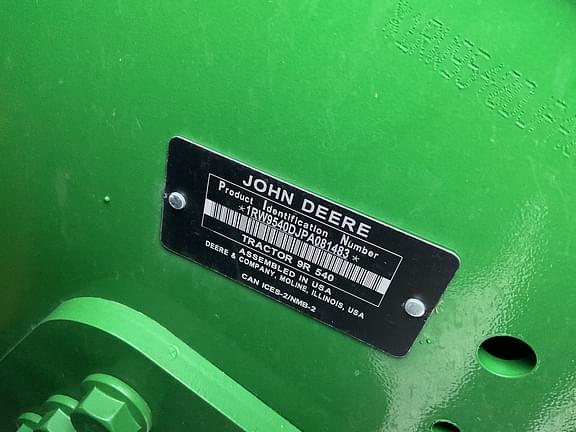 JOHN DEERE
Product Identification Number
*1RW9540DJPA081483*
TRACTOR 9R 540
ASSEMBLED IN USA
DEERE & COMPANY, MOLINE, ILLINOIS, USA
CAN ICES-2/NMB-2